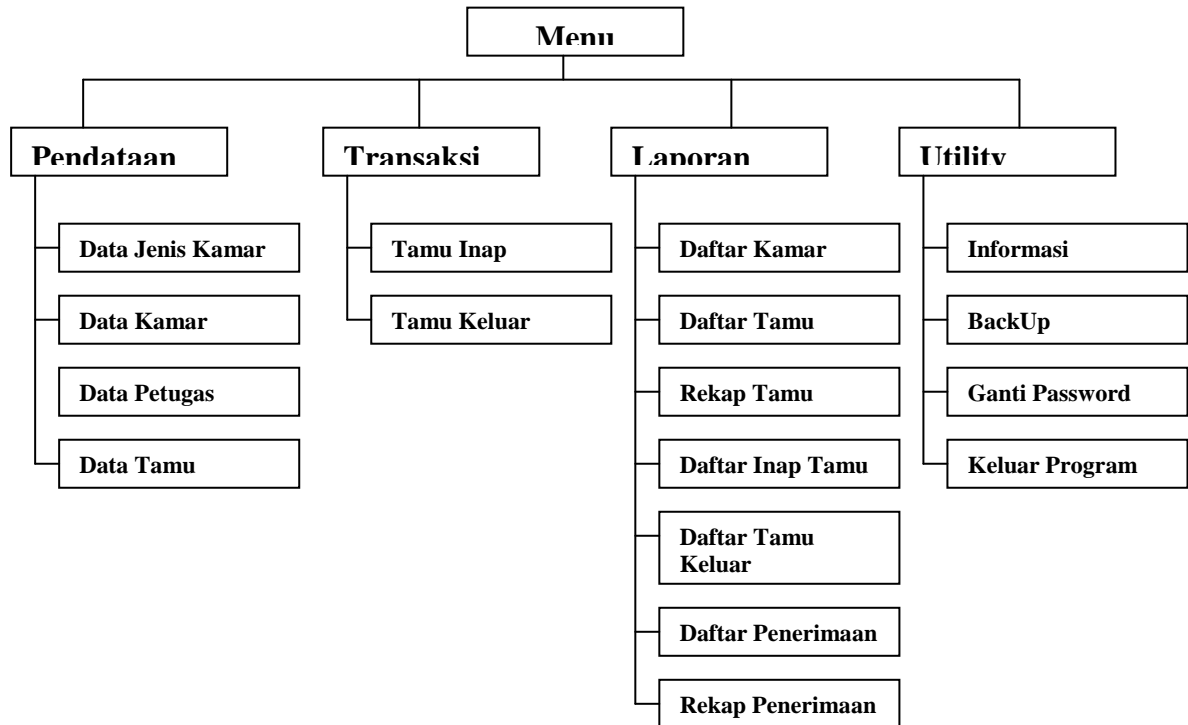 Menu
Pendataan
Transaksi
Laporan
Utility
Data Jenis Kamar
Data Kamar
Data Petugas
Data Tamu
Tamu Inap
Tamu Keluar
Daftar Kamar
Daftar Tamu
Rekap Tamu
Daftar Inap Tamu
Daftar Tamu
Keluar
Daftar Penerimaan
Rekap Penerimaan
Informasi
BackUp
Ganti Password
Keluar Program